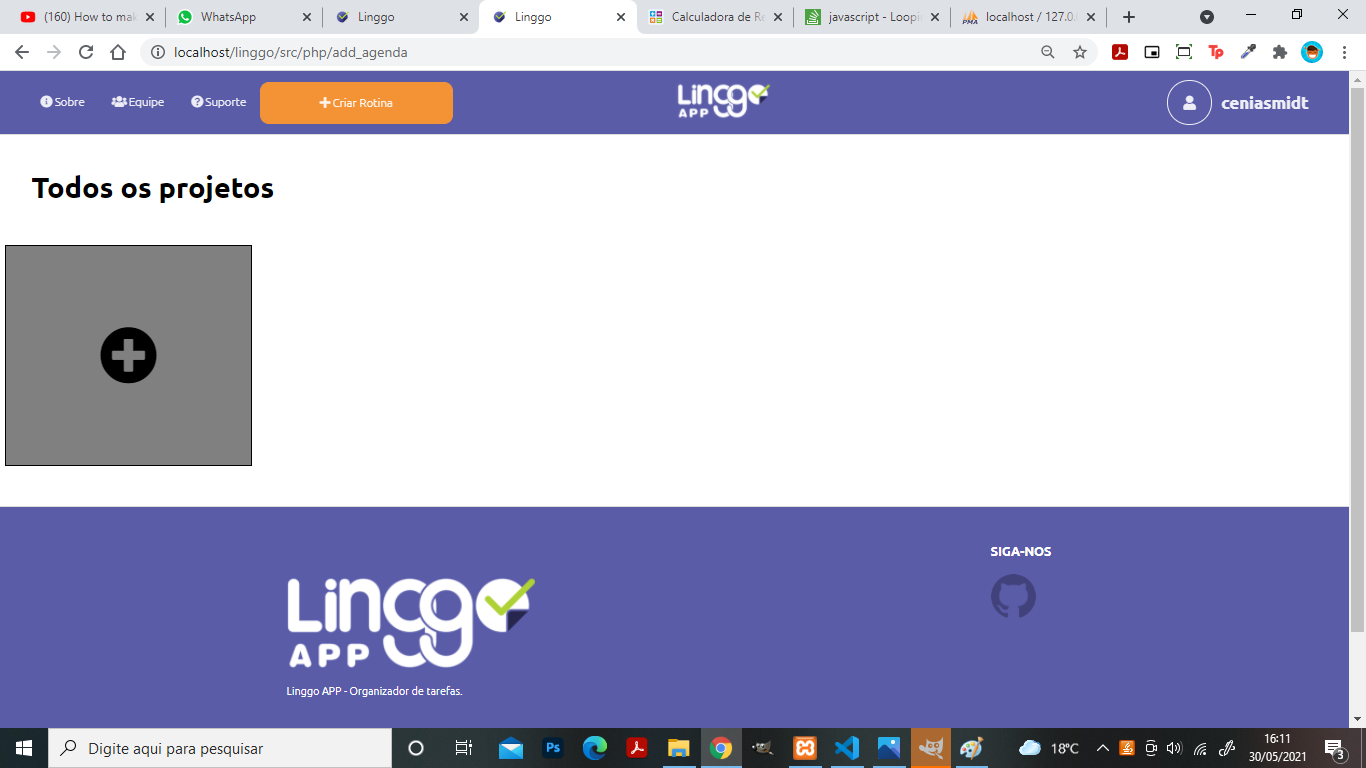 (160) How to mak
WhatsApp
Linggo
Linggo
Calculadora de Re
javascript - Loopi
localhost / 127.0.
localhost/linggo/src/php/add_agenda
Sobre
Equipe
Suporte
Criar Rotina
Linggo
APP
ceniasmidt
Todos os projetos
SIGA-NOS
Linggo
APP
Linggo APP - Organizador de tarefas.
Digite aqui para pesquisar
18°C
16:11
30/05/2021
3